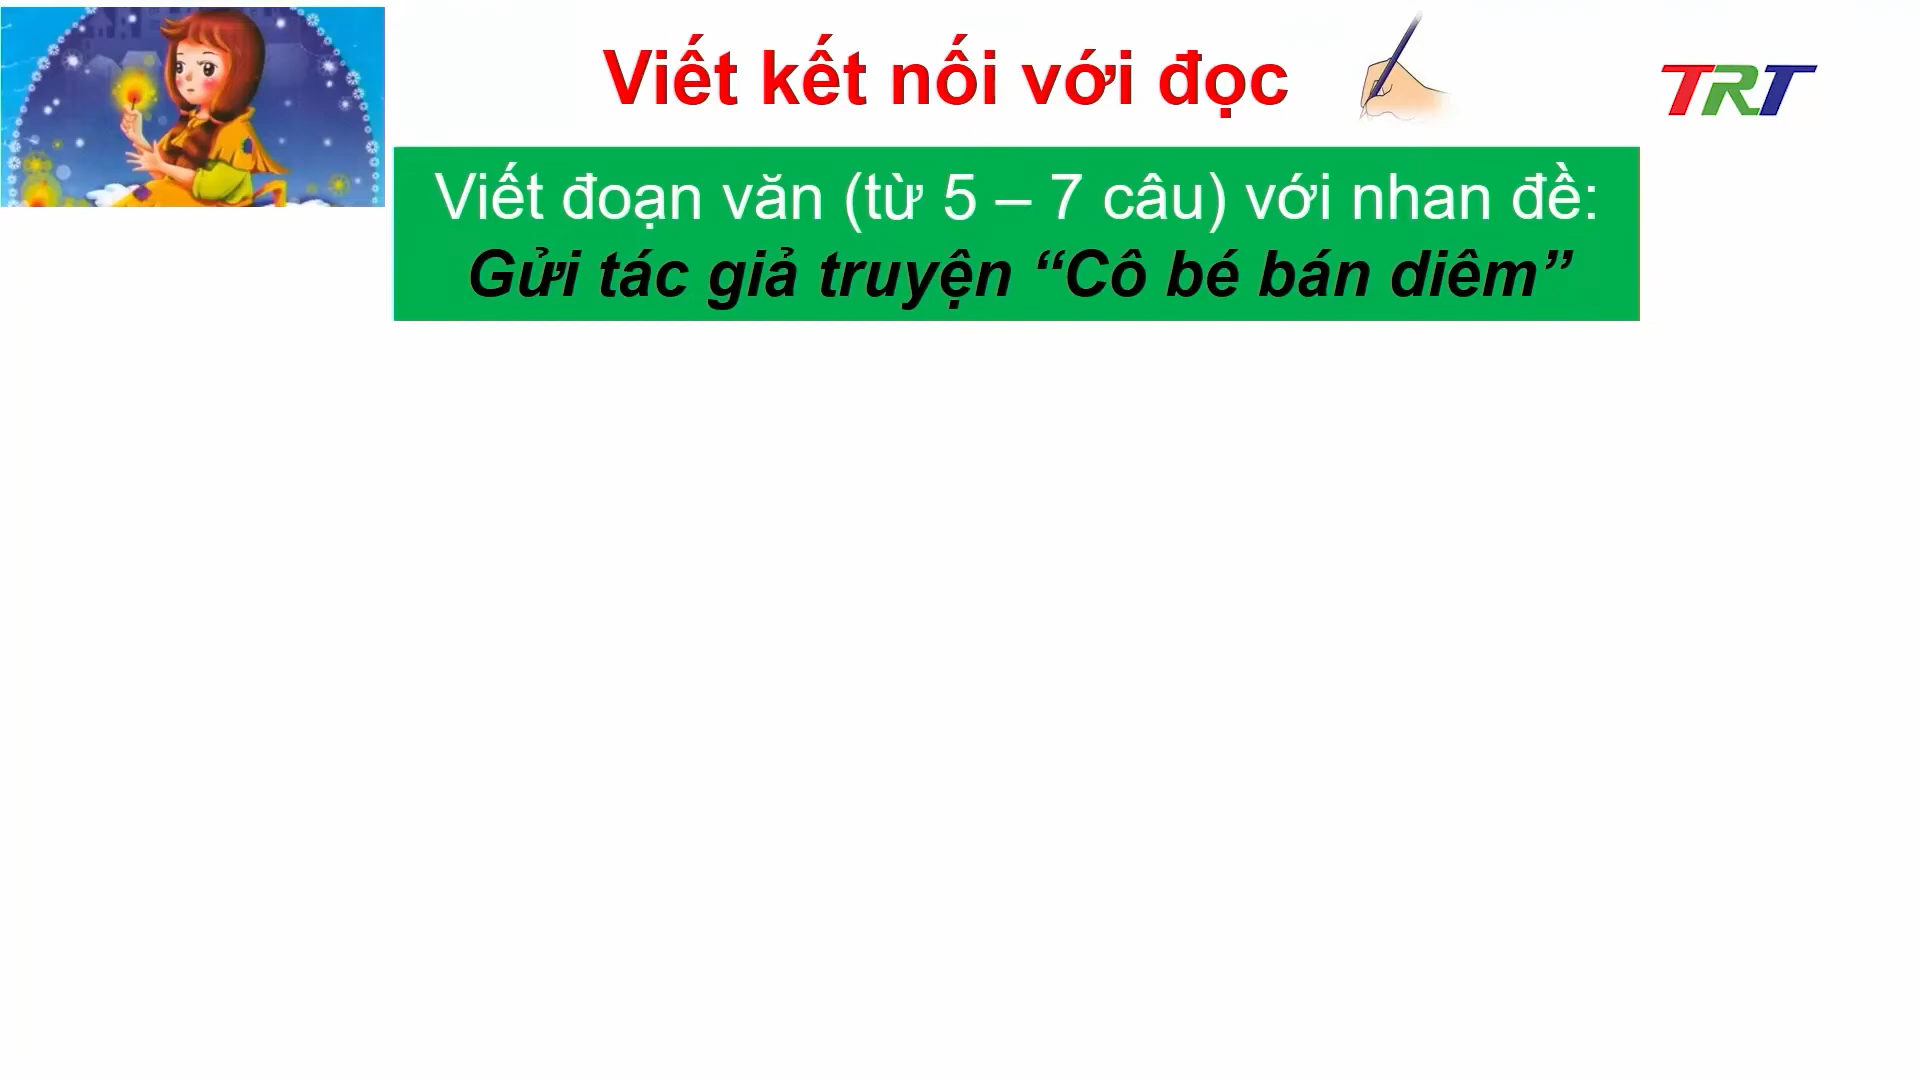 Viết kết nối với đọc
TRT
Viết đoạn văn (từ 5 – 7 câu) với nhan đề:
Gửi tác giả truyện “Cô bé bán diêm”